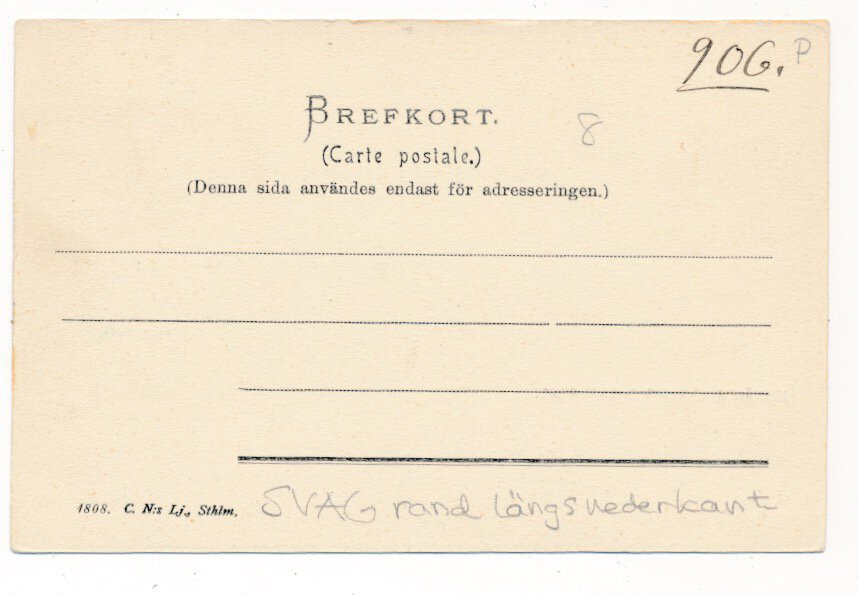 906. P
BREFKORT.
8
(Carte postale.)
(Denna sida användes endast för adresseringen.)
1808. C. N:s Lj., Sthlm.
SVAG rand längs nederkant